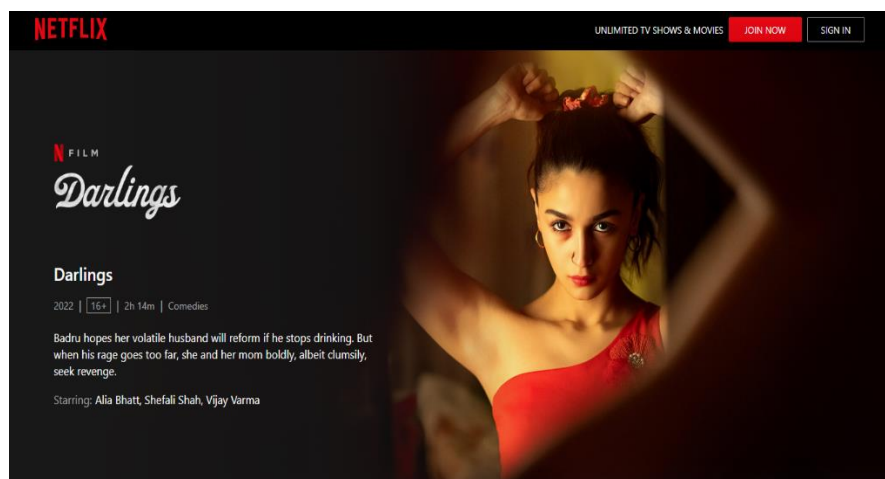 NETFLIX
UNLIMITED TV SHOWS & MOVIES JOIN NOW SIGN IN
N FILM
Darlings
Darlings
2022 | 16+ | 2h 14m | Comedies
Badru hopes her volatile husband will reform if he stops drinking. But
when his rage goes too far, she and her mom boldly, albeit clumsily,
seek revenge.
Starring: Alia Bhatt, Shefali Shah, Vijay Varma